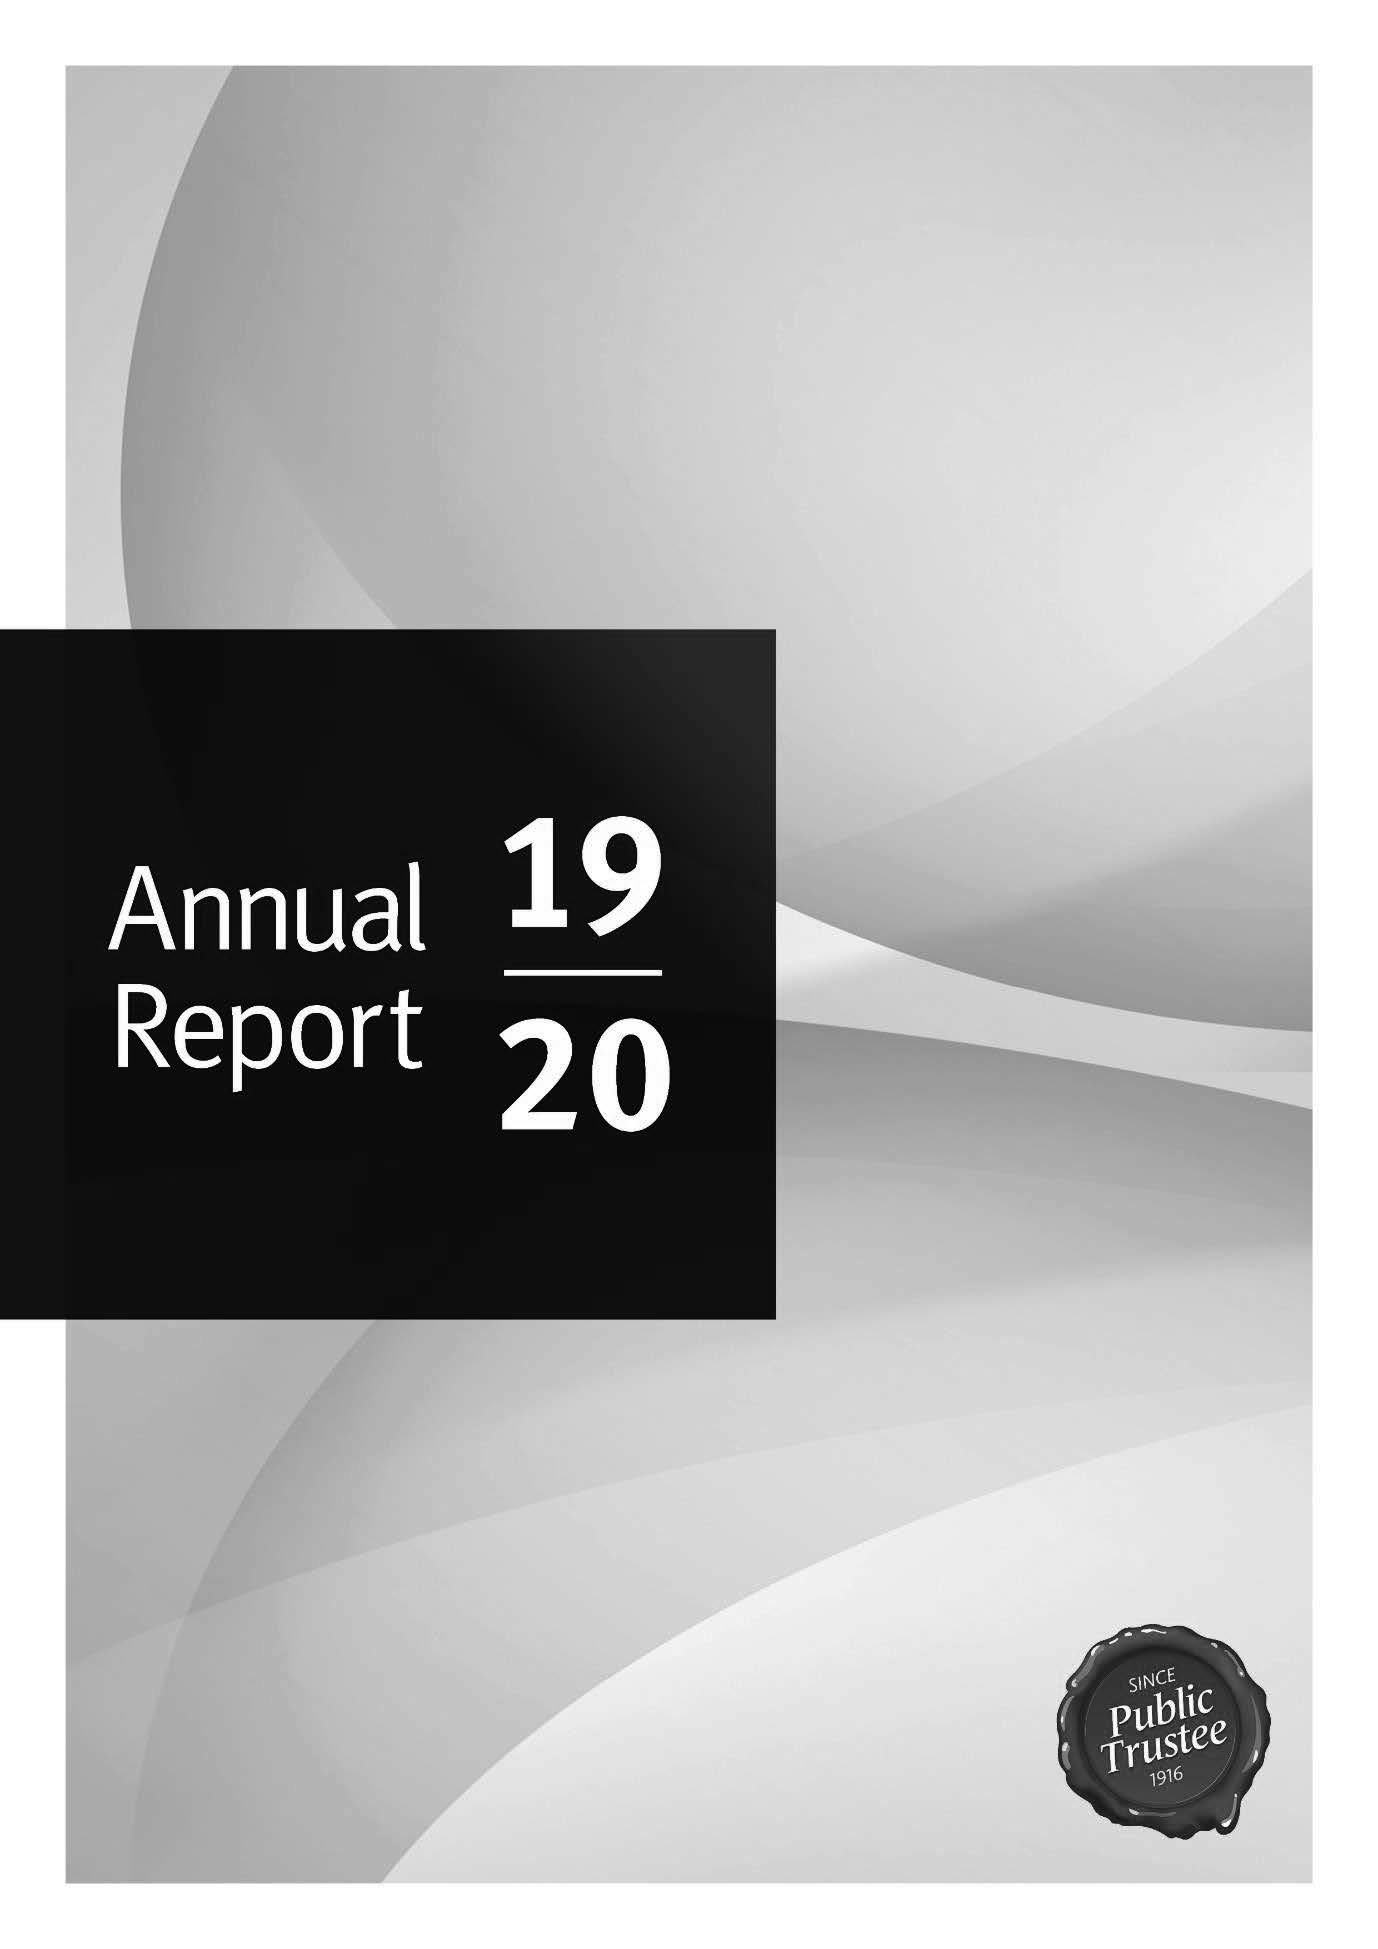 Annual
Report
19
20
SINCE
Public
Trustee
1916